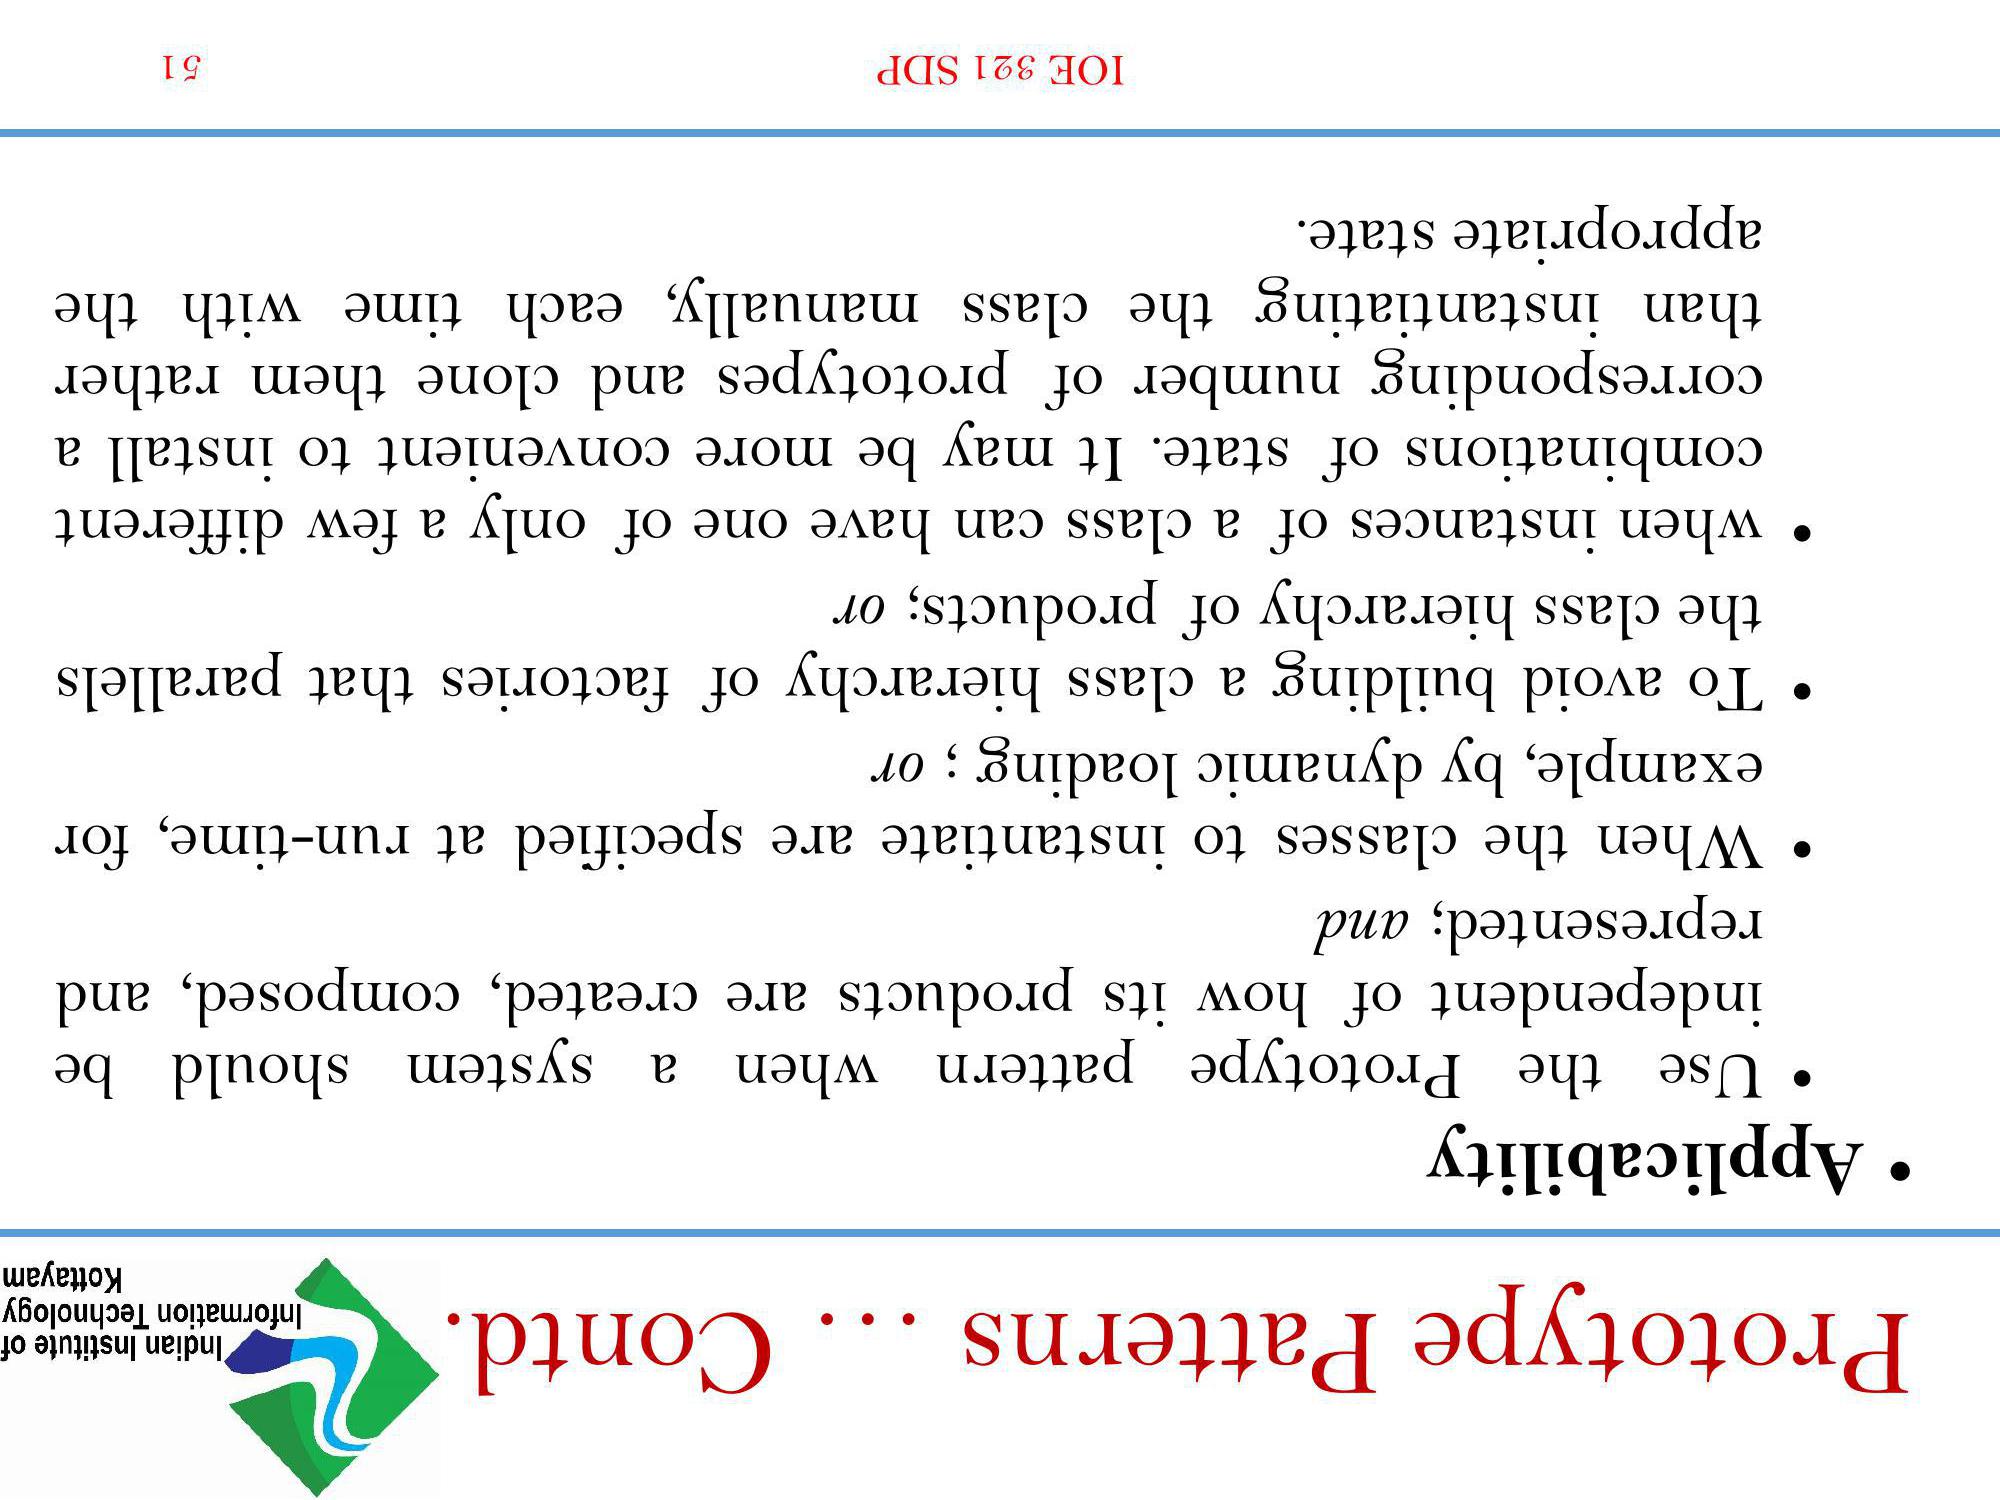 Prototype Patterns … Contd.
Indian Institute of
Information Technology
Kottayam
• Applicability
• Use the Prototype pattern when a system should be
independent of how its products are created, composed, and
represented; and
• When the classes to instantiate are specified at run-time, for
example, by dynamic loading ; or
• To avoid building a class hierarchy of factories that parallels
the class hierarchy of products; or
• when instances of a class can have one of only a few different
combinations of state. It may be more convenient to install a
corresponding number of prototypes and clone them rather
than instantiating the class manually, each time with the
appropriate state.
IOE 321 SDP
51